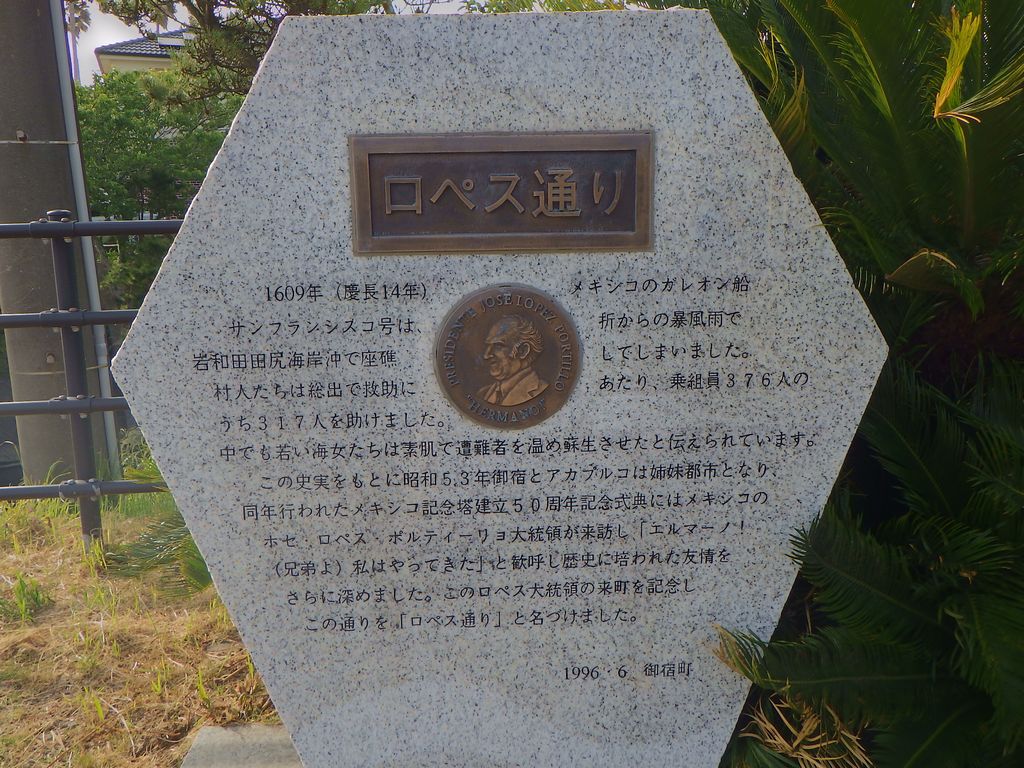 ロペス通り
1609年（慶長14年） メキシコのガレオン船
サンフランシスコ号は、 折からの暴風雨で
岩和田田尻海岸沖で座礁 してしまいました。
村人たちは総出で救助に あたり、乗組員３７６人の
うち３１７人を助けました。
中でも若い海女たちは素肌で遭難者を温め蘇生させたと伝えられています。
この史実をもとに昭和５３年御宿とアカプルコは姉妹都市となり、
同年行われたメキシコ記念塔建立５０周年記念式典にはメキシコの
ホセ・ロペス・ポルティーリョ大統領が来訪し「エルマーノ！
（兄弟よ）私はやってきた」と歓呼し歴史に培われた友情を
さらに深めました。このロペス大統領の来町を記念し
この通りを「ロペス通り」と名づけました。
1996・6 御宿町
PRESIDENTE JOSE LOPEZ PORTILLO
"HERMANO"